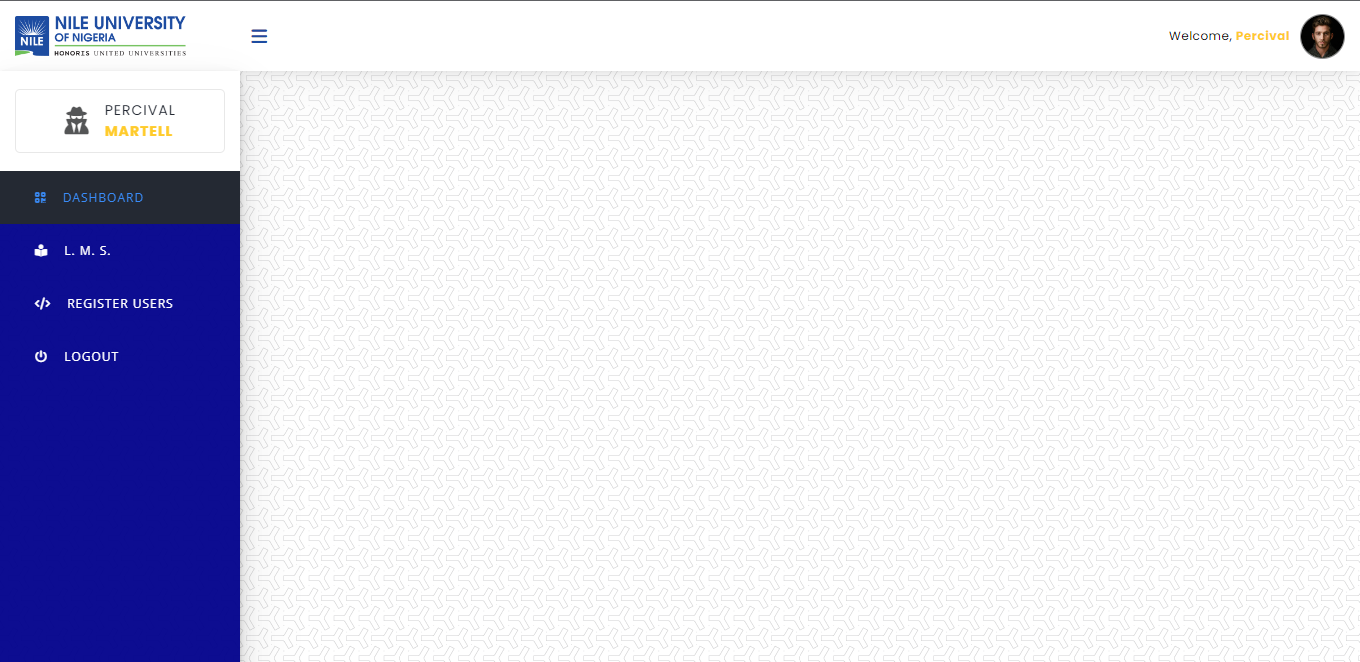 NILE UNIVERSITY
OF NIGERIA
NILE
HONORIS UNITED UNIVERSITIES
Welcome, Percival
PERCIVAL
MARTELL
DASHBOARD
L. M. S.
REGISTER USERS
LOGOUT